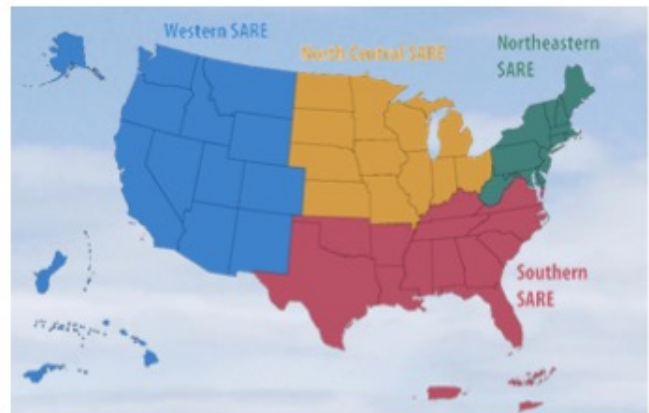 Western SARE
North Central SARE
Northeastern
SARE
Southern
SARE